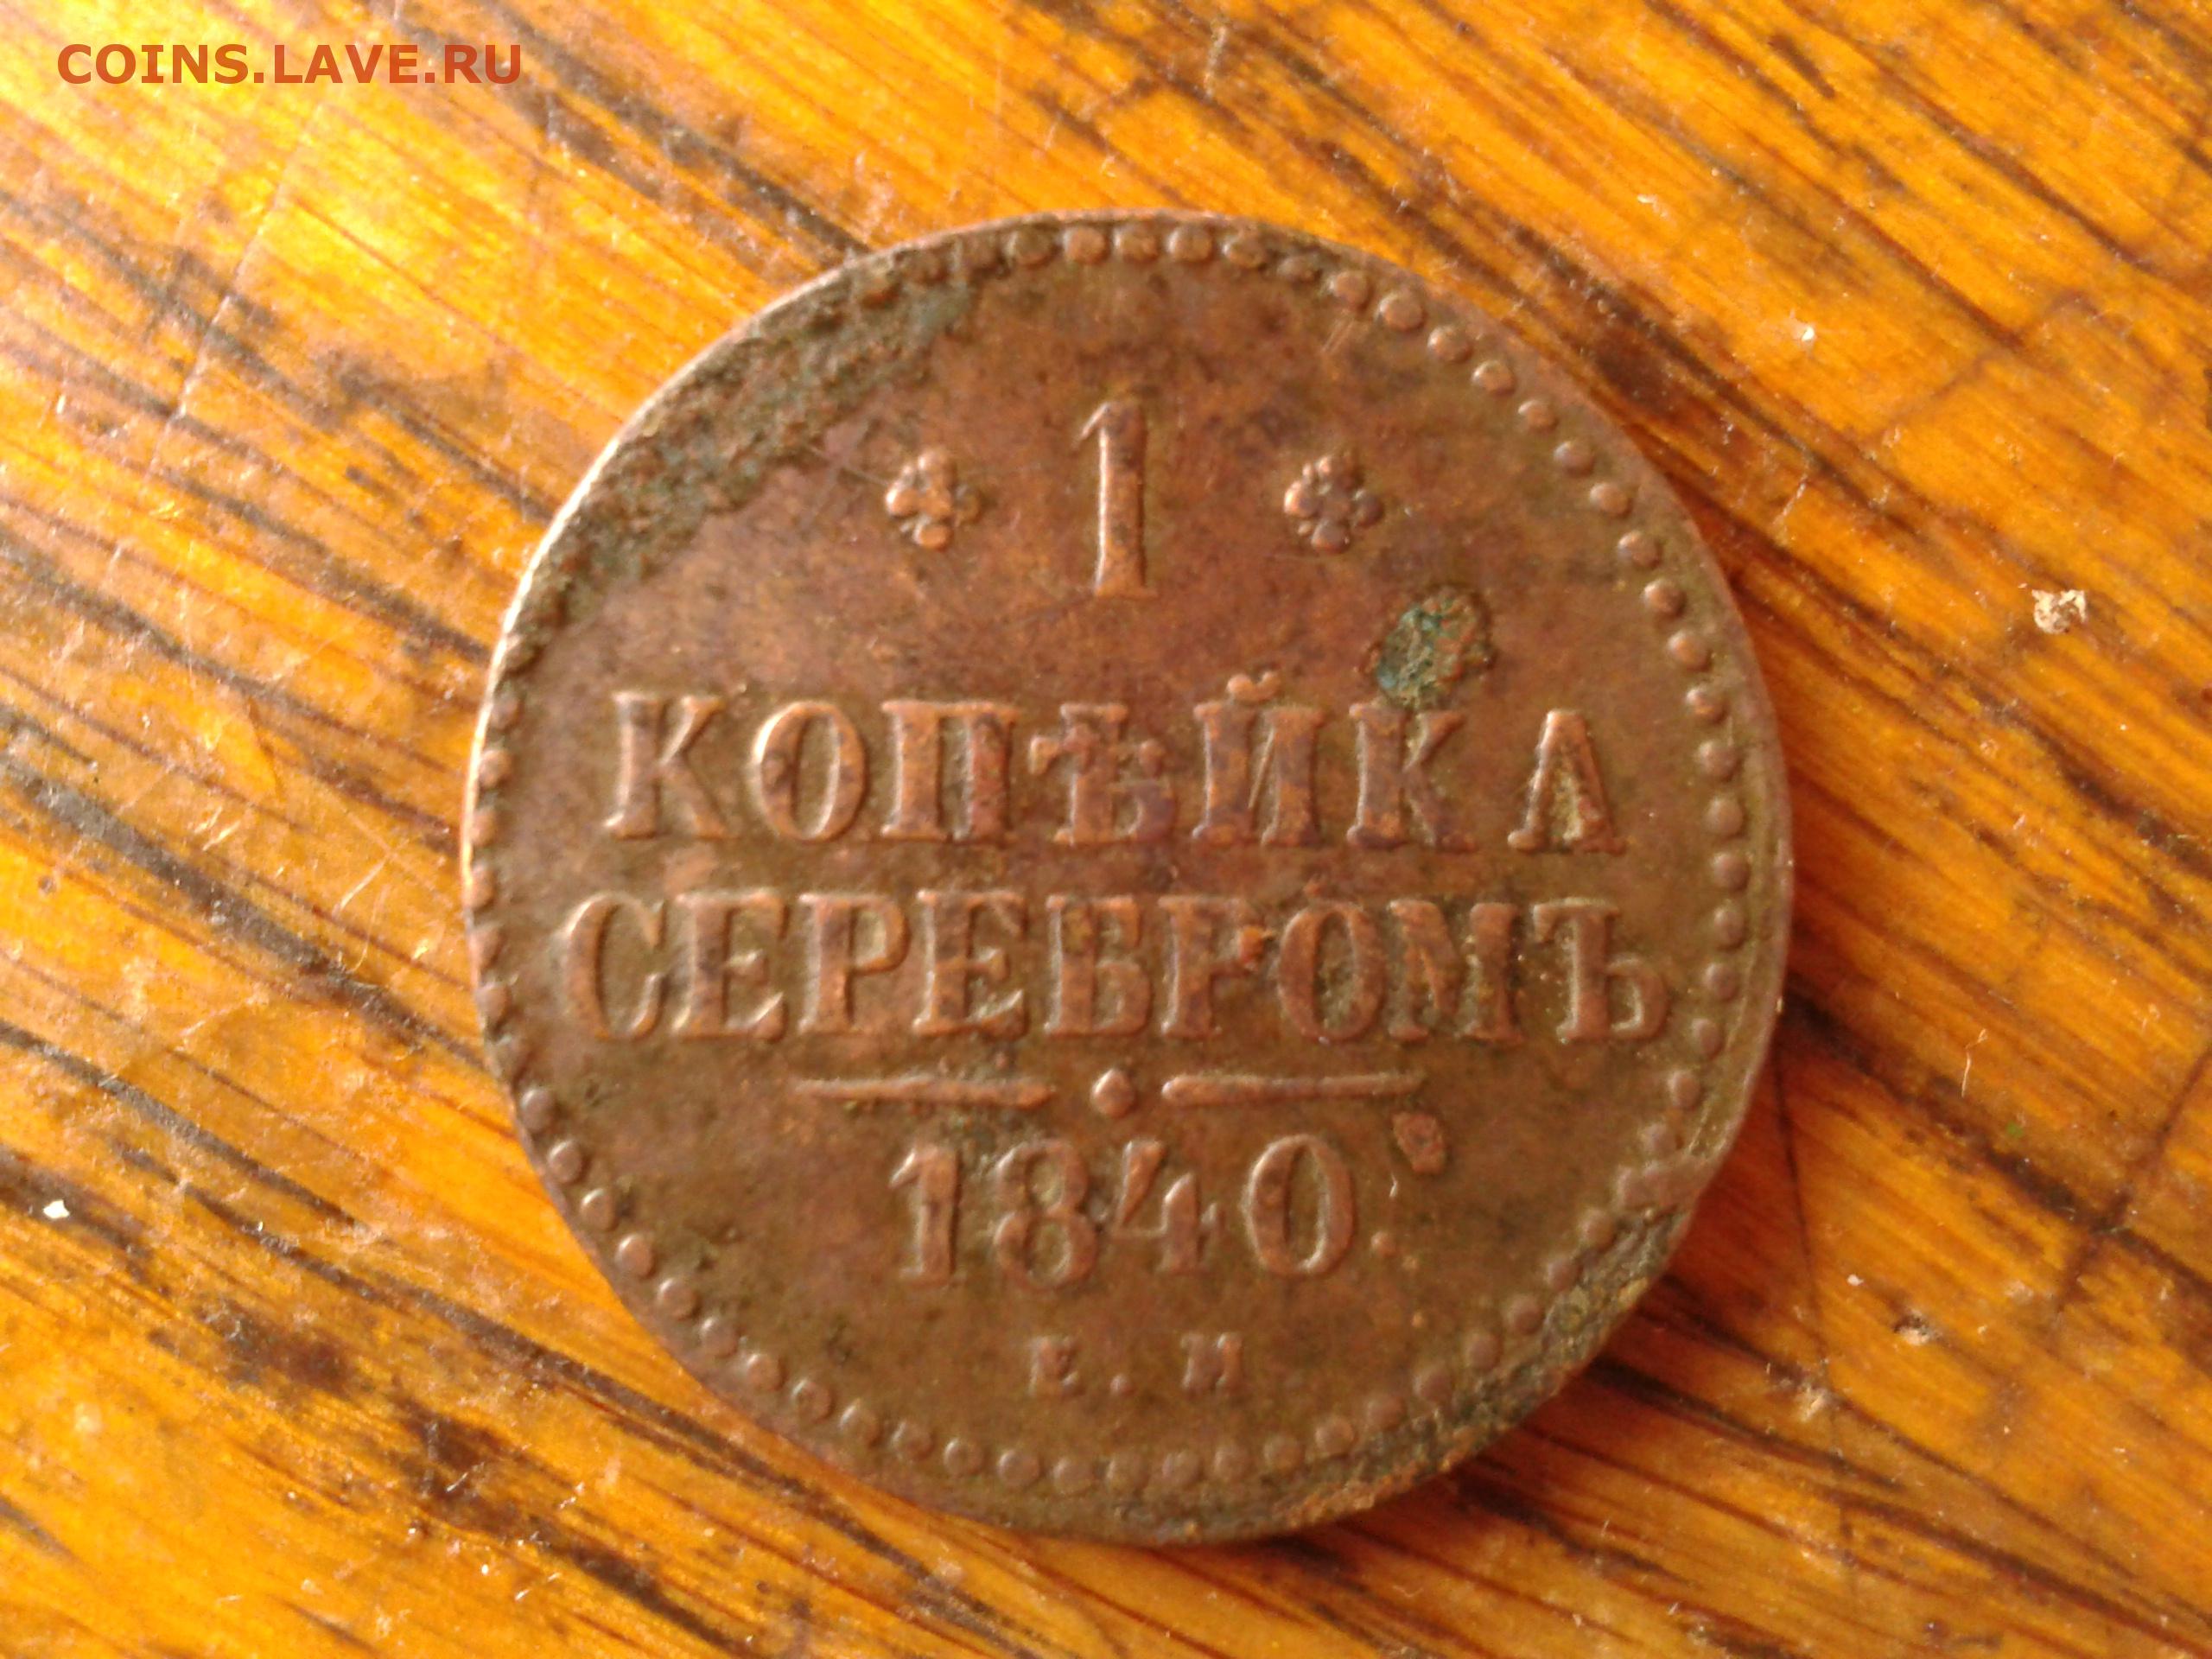 COINS.LAVE.RU
1
КОПѢЙКА
СЕРЕБРОМЪ
1840
Е.М